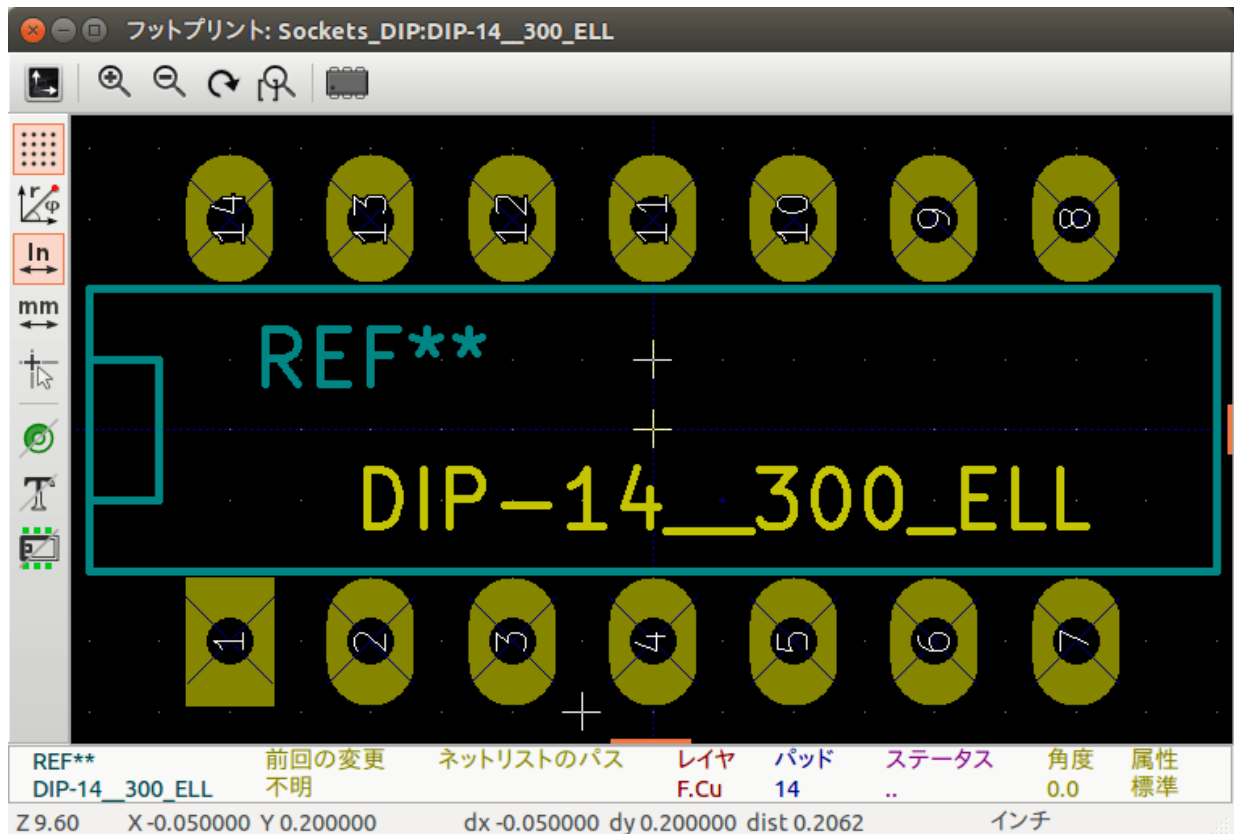 フットプリント: Sockets_DIP:DIP-14__300_ELL
r φ
In
mm
14 13 12 11 10 9 8
REF**
DIP-14__300_ELL
1 2 3 4 5 6 7
REF** 前回の変更 ネットリストのパス レイヤ パッド ステータス 角度 属性
DIP-14__300_ELL 不明 F.Cu 14 .. 0.0 標準
Z 9.60 X -0.050000 Y 0.200000 dx -0.050000 dy 0.200000 dist 0.2062 インチ